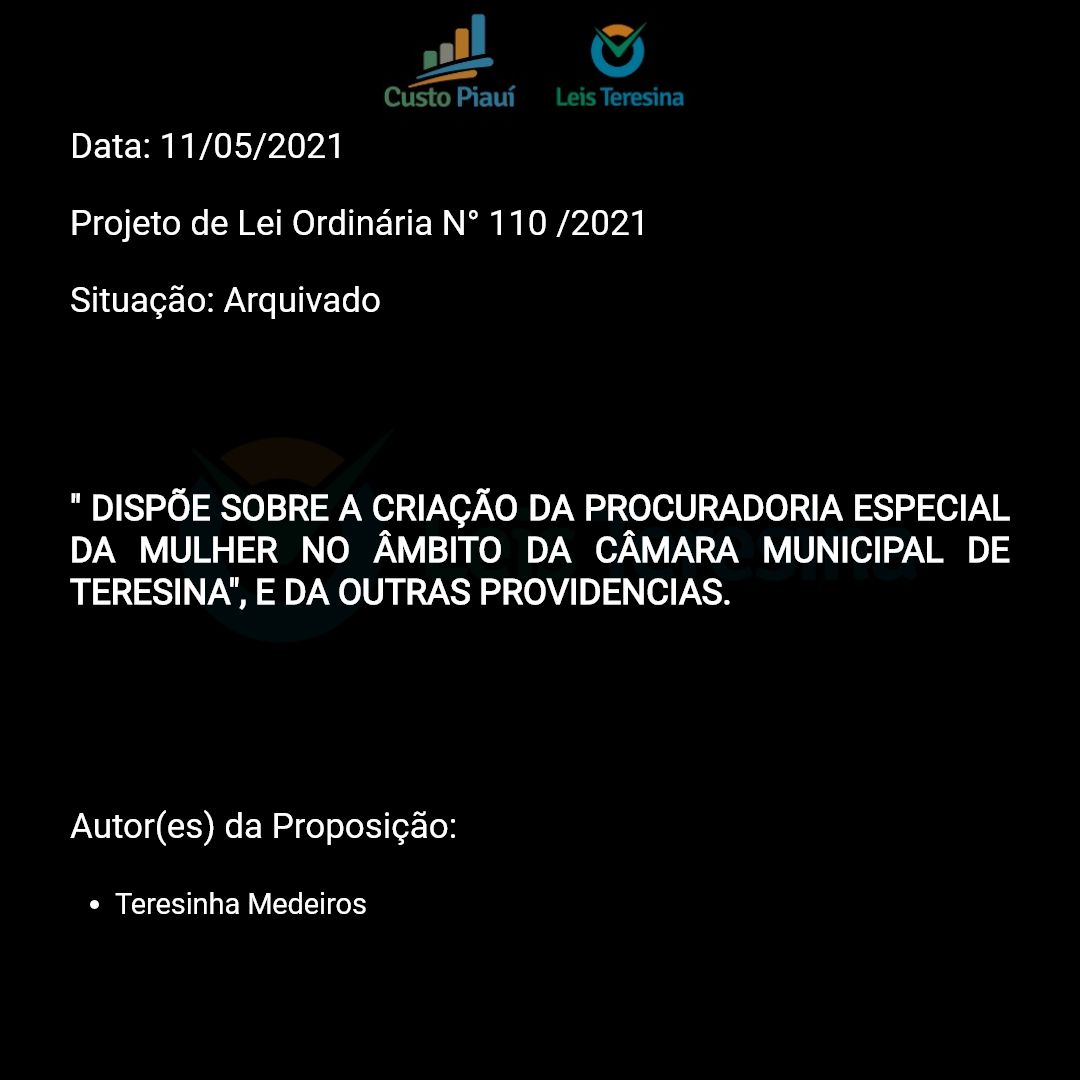 Custo Piauí
Leis Teresina
Data: 11/05/2021
Projeto de Lei Ordinária N° 110 /2021
Situação: Arquivado
" DISPÕE SOBRE A CRIAÇÃO DA PROCURADORIA ESPECIAL
DA MULHER NO ÂMBITO DA CÂMARA MUNICIPAL DE
TERESINA", E DA OUTRAS PROVIDENCIAS.
Autor(es) da Proposição:
• Teresinha Medeiros